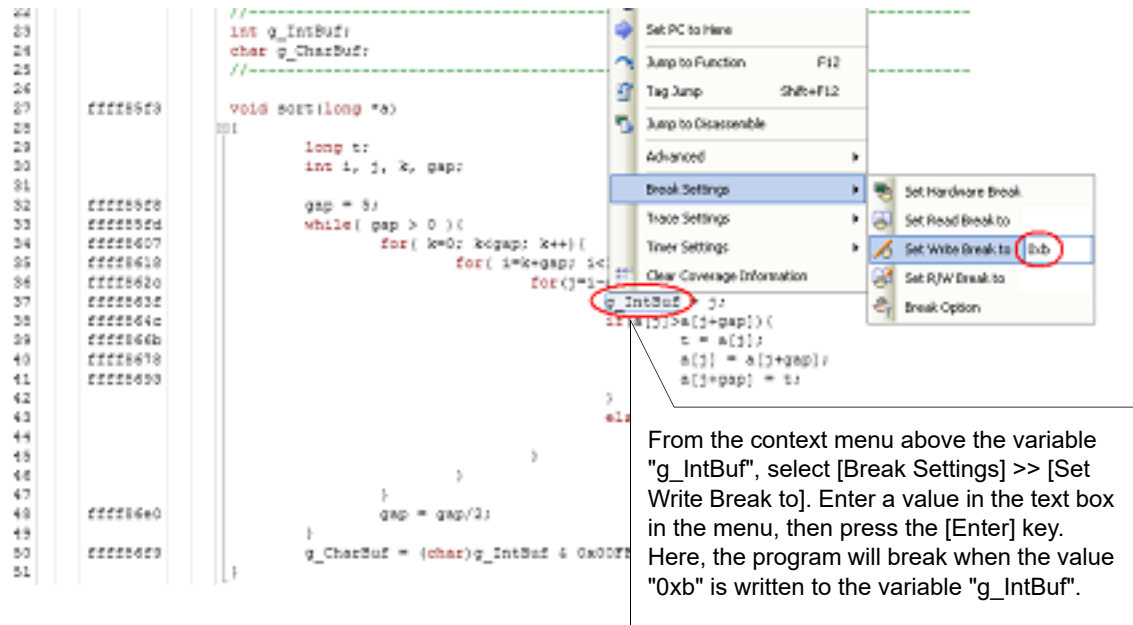 22 //
23 int g_IntBuf;
24 char g_CharBuf;
25 //
26
27 void sort(long *a)
28 {
29 long t;
30 int i, j, k, gap;
31
32 ffff85f8 gap = 5;
33 ffff85fd while( gap > 0 ){
34 ffff8607 for( k=0; k<gap; k++){
35 ffff8618 for( i=k+gap; i<
36 ffff862c for(j=i-
37 ffff863f g_IntBuf = j;
38 ffff864c if(a[j]>a[j+gap]){
39 ffff866b t = a[j];
40 ffff8678 a[j] = a[j+gap];
41 ffff8693 a[j+gap] = t;
42 }
43 els
44
45 }
46 }
47 }
48 ffff86e0 gap = gap/2;
49 }
50 ffff86f9 g_CharBuf = (char)g_IntBuf & 0x00FF
51 }
Set PC to Here
Jump to Function F12
Tag Jump Shift+F12
Jump to Disassemble
Advanced
Break Settings
Trace Settings
Timer Settings
Clear Coverage Information
Set Hardware Break
Set Read Break to
Set Write Break to 0xb
Set R/W Break to
Break Option
From the context menu above the variable
"g_IntBuf", select [Break Settings] >> [Set
Write Break to]. Enter a value in the text box
in the menu, then press the [Enter] key.
Here, the program will break when the value
"0xb" is written to the variable "g_IntBuf".